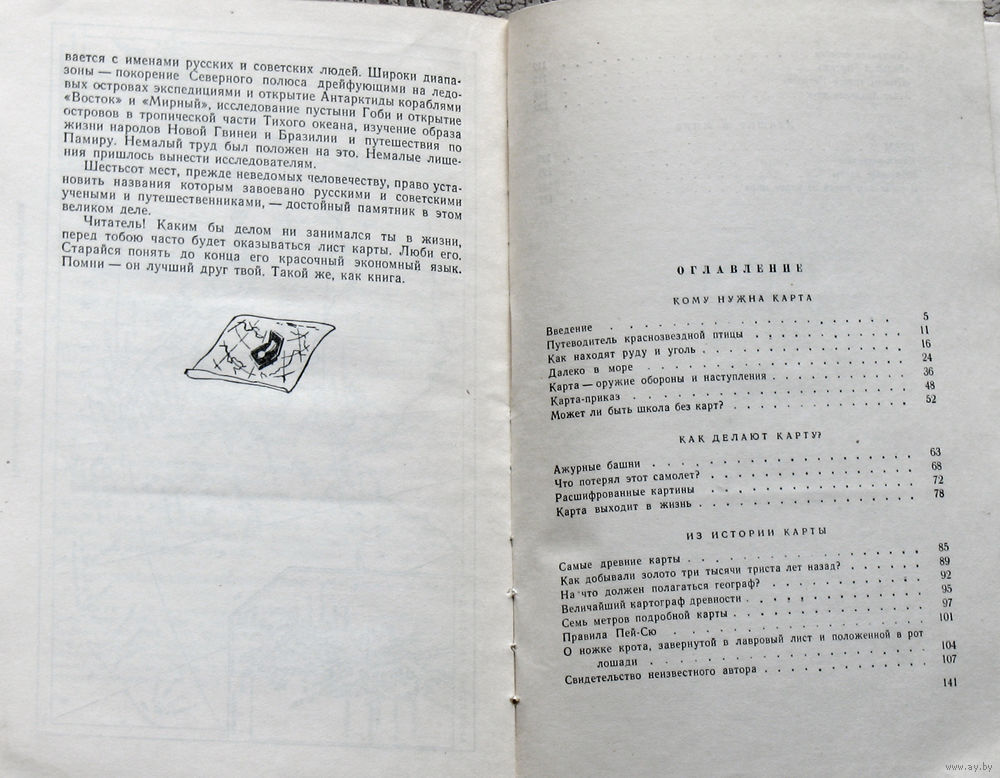 вается с именами русских и советских людей. Широки диапа-
зоны — покорение Северного полюса дрейфующими на ледо-
вых островах экспедициями и открытие Антарктиды кораблями
«Восток» и «Мирный», исследование пустыни Гоби и открытие
островов в тропической части Тихого океана, изучение образа
жизни народов Новой Гвинеи и Бразилии и путешествия по
Памиру. Немалый труд был положен на это. Немалые лише-
ния пришлось вынести исследователям.
Шестьсот мест, прежде неведомых человечеству, право уста-
новить названия которым завоевано русскими и советскими
учеными и путешественниками, — достойный памятник в этом
великом деле.
Читатель! Каким бы делом ни занимался ты в жизни,
перед тобою часто будет оказываться лист карты. Люби его.
Старайся понять до конца его красочный экономный язык.
Помни — он лучший друг твой. Такой же, как книга.
ОГЛАВЛЕНИЕ
КОМУ НУЖНА КАРТА
Введение . . . . . . . . . . . . . . 5
Путеводитель краснозвездной птицы . . . . . . . . 11
Как находят руду и уголь . . . . . . . . . . 16
Далеко в море . . . . . . . . . . . . 24
Карта — оружие обороны и наступления . . . . . . . 36
Карта-приказ . . . . . . . . . . . . . 48
Может ли быть школа без карт? . . . . . . . . 52
КАК ДЕЛАЮТ КАРТУ?
Ажурные башни . . . . . . . . . . . . 63
Что потерял этот самолет? . . . . . . . . . . 68
Расшифрованные картины . . . . . . . . . . 72
Карта выходит в жизнь . . . . . . . . . . 78
ИЗ ИСТОРИИ КАРТЫ
Самые древние карты . . . . . . . . . . . 85
Как добывали золото три тысячи триста лет назад? . . . . 89
На что должен полагаться географ? . . . . . . . 92
Величайший картограф древности . . . . . . . . 95
Семь метров подробной карты . . . . . . . . . 97
Правила Пей-Сю . . . . . . . . . . . . 101
О ножке крота, завернутой в лавровый лист и положенной в рот
лошади . . . . . . . . . . . . . 104
Свидетельство неизвестного автора . . . . . . . . 107
141
www.ay.by